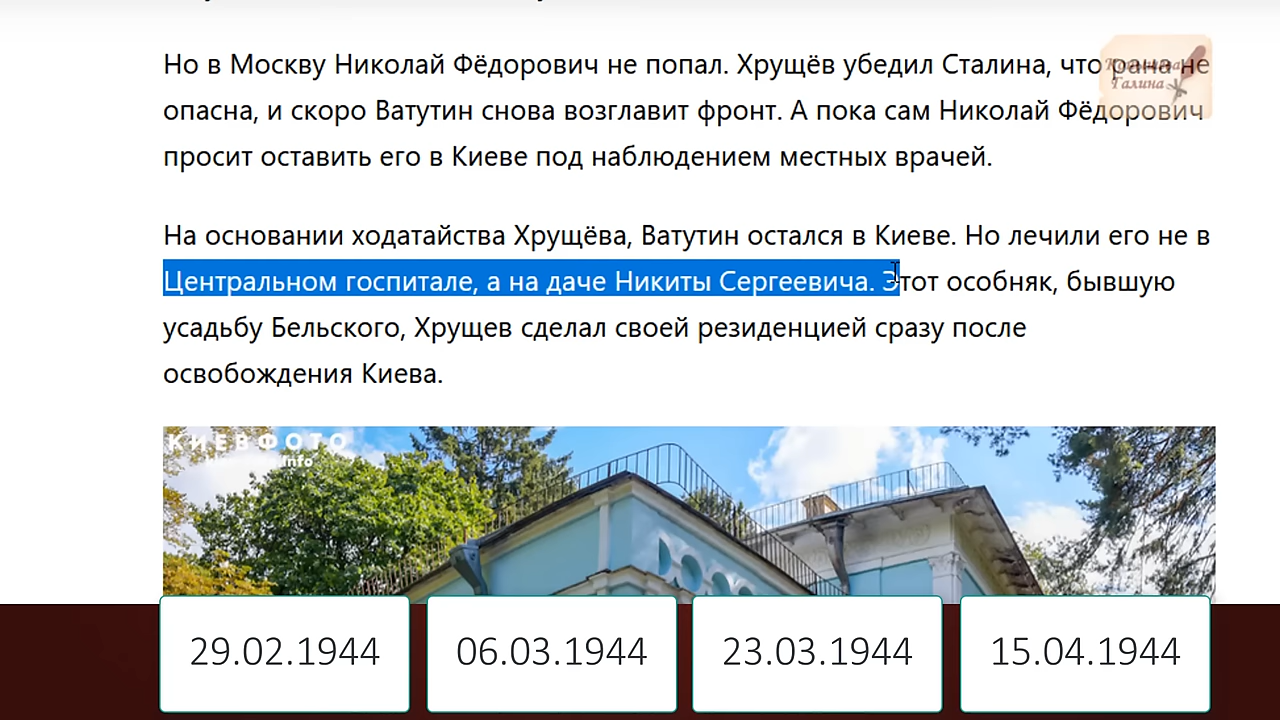 Но в Москву Николай Фёдорович не попал. Хрущёв убедил Сталина, что рана не
опасна, и скоро Ватутин снова возглавит фронт. А пока сам Николай Фёдорович
просит оставить его в Киеве под наблюдением местных врачей.
На основании ходатайства Хрущёва, Ватутин остался в Киеве. Но лечили его не в
Центральном госпитале, а на даче Никиты Сергеевича. Этот особняк, бывшую
усадьбу Бельского, Хрущев сделал своей резиденцией сразу после
освобождения Киева.
КИЕВФОТО
29.02.1944 06.03.1944 23.03.1944 15.04.1944
Галина